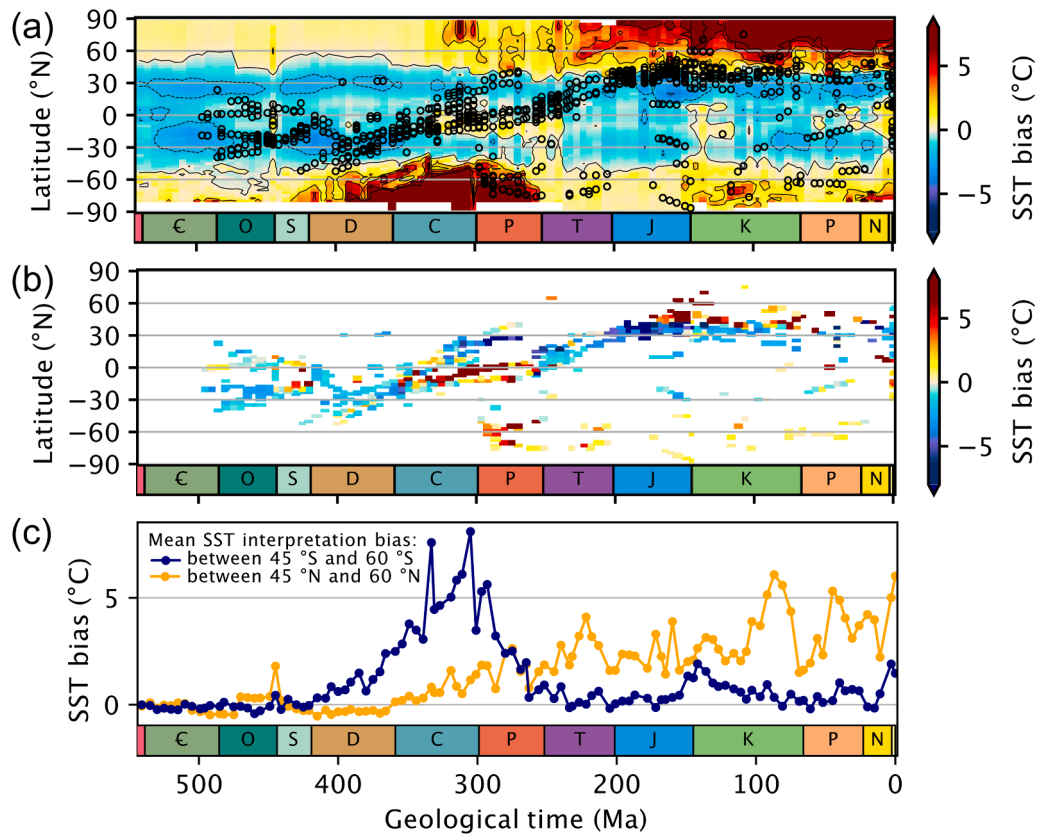 (a)
90
60
30
0
−30
−60
−90
Latitude (°N)
Є O S D C P T J K P N
5
0
−5
SST bias (°C)
(b)
90
60
30
0
−30
−60
−90
Latitude (°N)
Є O S D C P T J K P N
5
0
−5
SST bias (°C)
(c)
Mean SST interpretation bias:
between 45 °S and 60 °S
between 45 °N and 60 °N
5
0
SST bias (°C)
Є O S D C P T J K P N
500 400 300 200 100 0
Geological time (Ma)